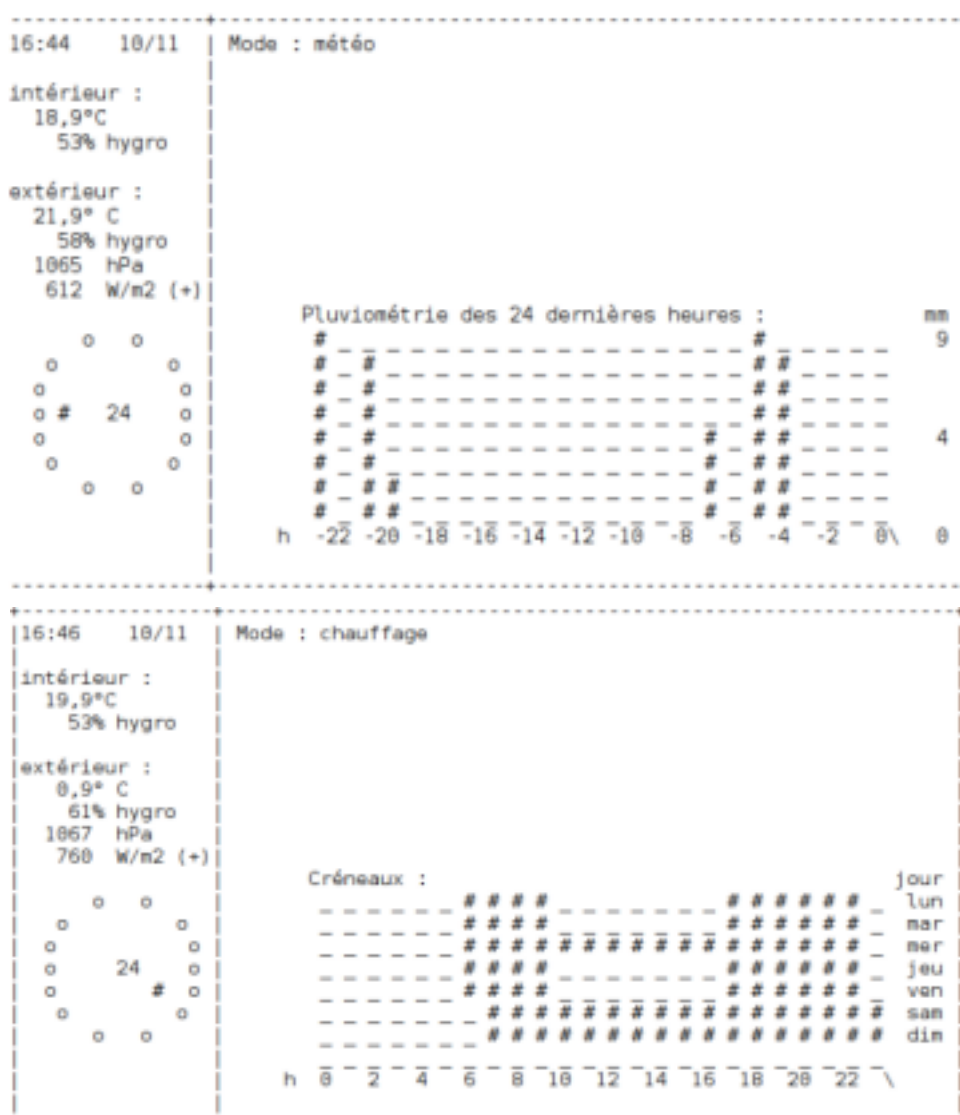 16:44 10/11 | Mode : météo
intérieur :
18,9°C
53% hygro
extérieur :
21,9° C
58% hygro
1065 hPa
612 W/m2 (+)
Pluviométrie des 24 dernières heures : mm
o o # _ _ _ _ _ _ _ _ _ _ _ _ _ _ _ _ _ # _ _ _ _ _ 9
o o # _ # _ _ _ _ _ _ _ _ _ _ _ _ _ _ _ # # _ _ _ _
o o # _ # _ _ _ _ _ _ _ _ _ _ _ _ _ _ _ # # _ _ _ _
o # 24 o # _ # _ _ _ _ _ _ _ _ _ _ _ _ _ _ _ # # _ _ _ _
o o # _ # _ _ _ _ _ _ _ _ _ _ _ _ _ # _ # # _ _ _ _ 4
o o # _ # _ _ _ _ _ _ _ _ _ _ _ _ _ # _ # # _ _ _ _
o o # _ # # _ _ _ _ _ _ _ _ _ _ _ _ # _ # # _ _ _ _
# _ # # _ _ _ _ _ _ _ _ _ _ _ _ # _ # # _ _ _ _
h -22 -20 -18 -16 -14 -12 -10 -8 -6 -4 -2 0\ 0
16:46 10/11 | Mode : chauffage
intérieur :
19,9°C
53% hygro
extérieur :
0,9° C
61% hygro
1067 hPa
760 W/m2 (+)
Créneaux : jour
o o _ _ _ _ _ _ # # # # _ _ _ _ _ _ _ # # # # # # _ lun
o o _ _ _ _ _ _ # # # # _ _ _ _ _ _ _ # # # # # # _ mar
o o _ _ _ _ _ _ # # # # # # # # # # # # # # # # # _ mer
o 24 o _ _ _ _ _ _ # # # # _ _ _ _ _ _ _ # # # # # # _ jeu
o # o _ _ _ _ _ _ # # # # _ _ _ _ _ _ _ # # # # # # _ ven
o o _ _ _ _ _ _ _ # # # # # # # # # # # # # # # # # sam
o o _ _ _ _ _ _ _ # # # # # # # # # # # # # # # # # dim
h 0 2 4 6 8 10 12 14 16 18 20 22 \